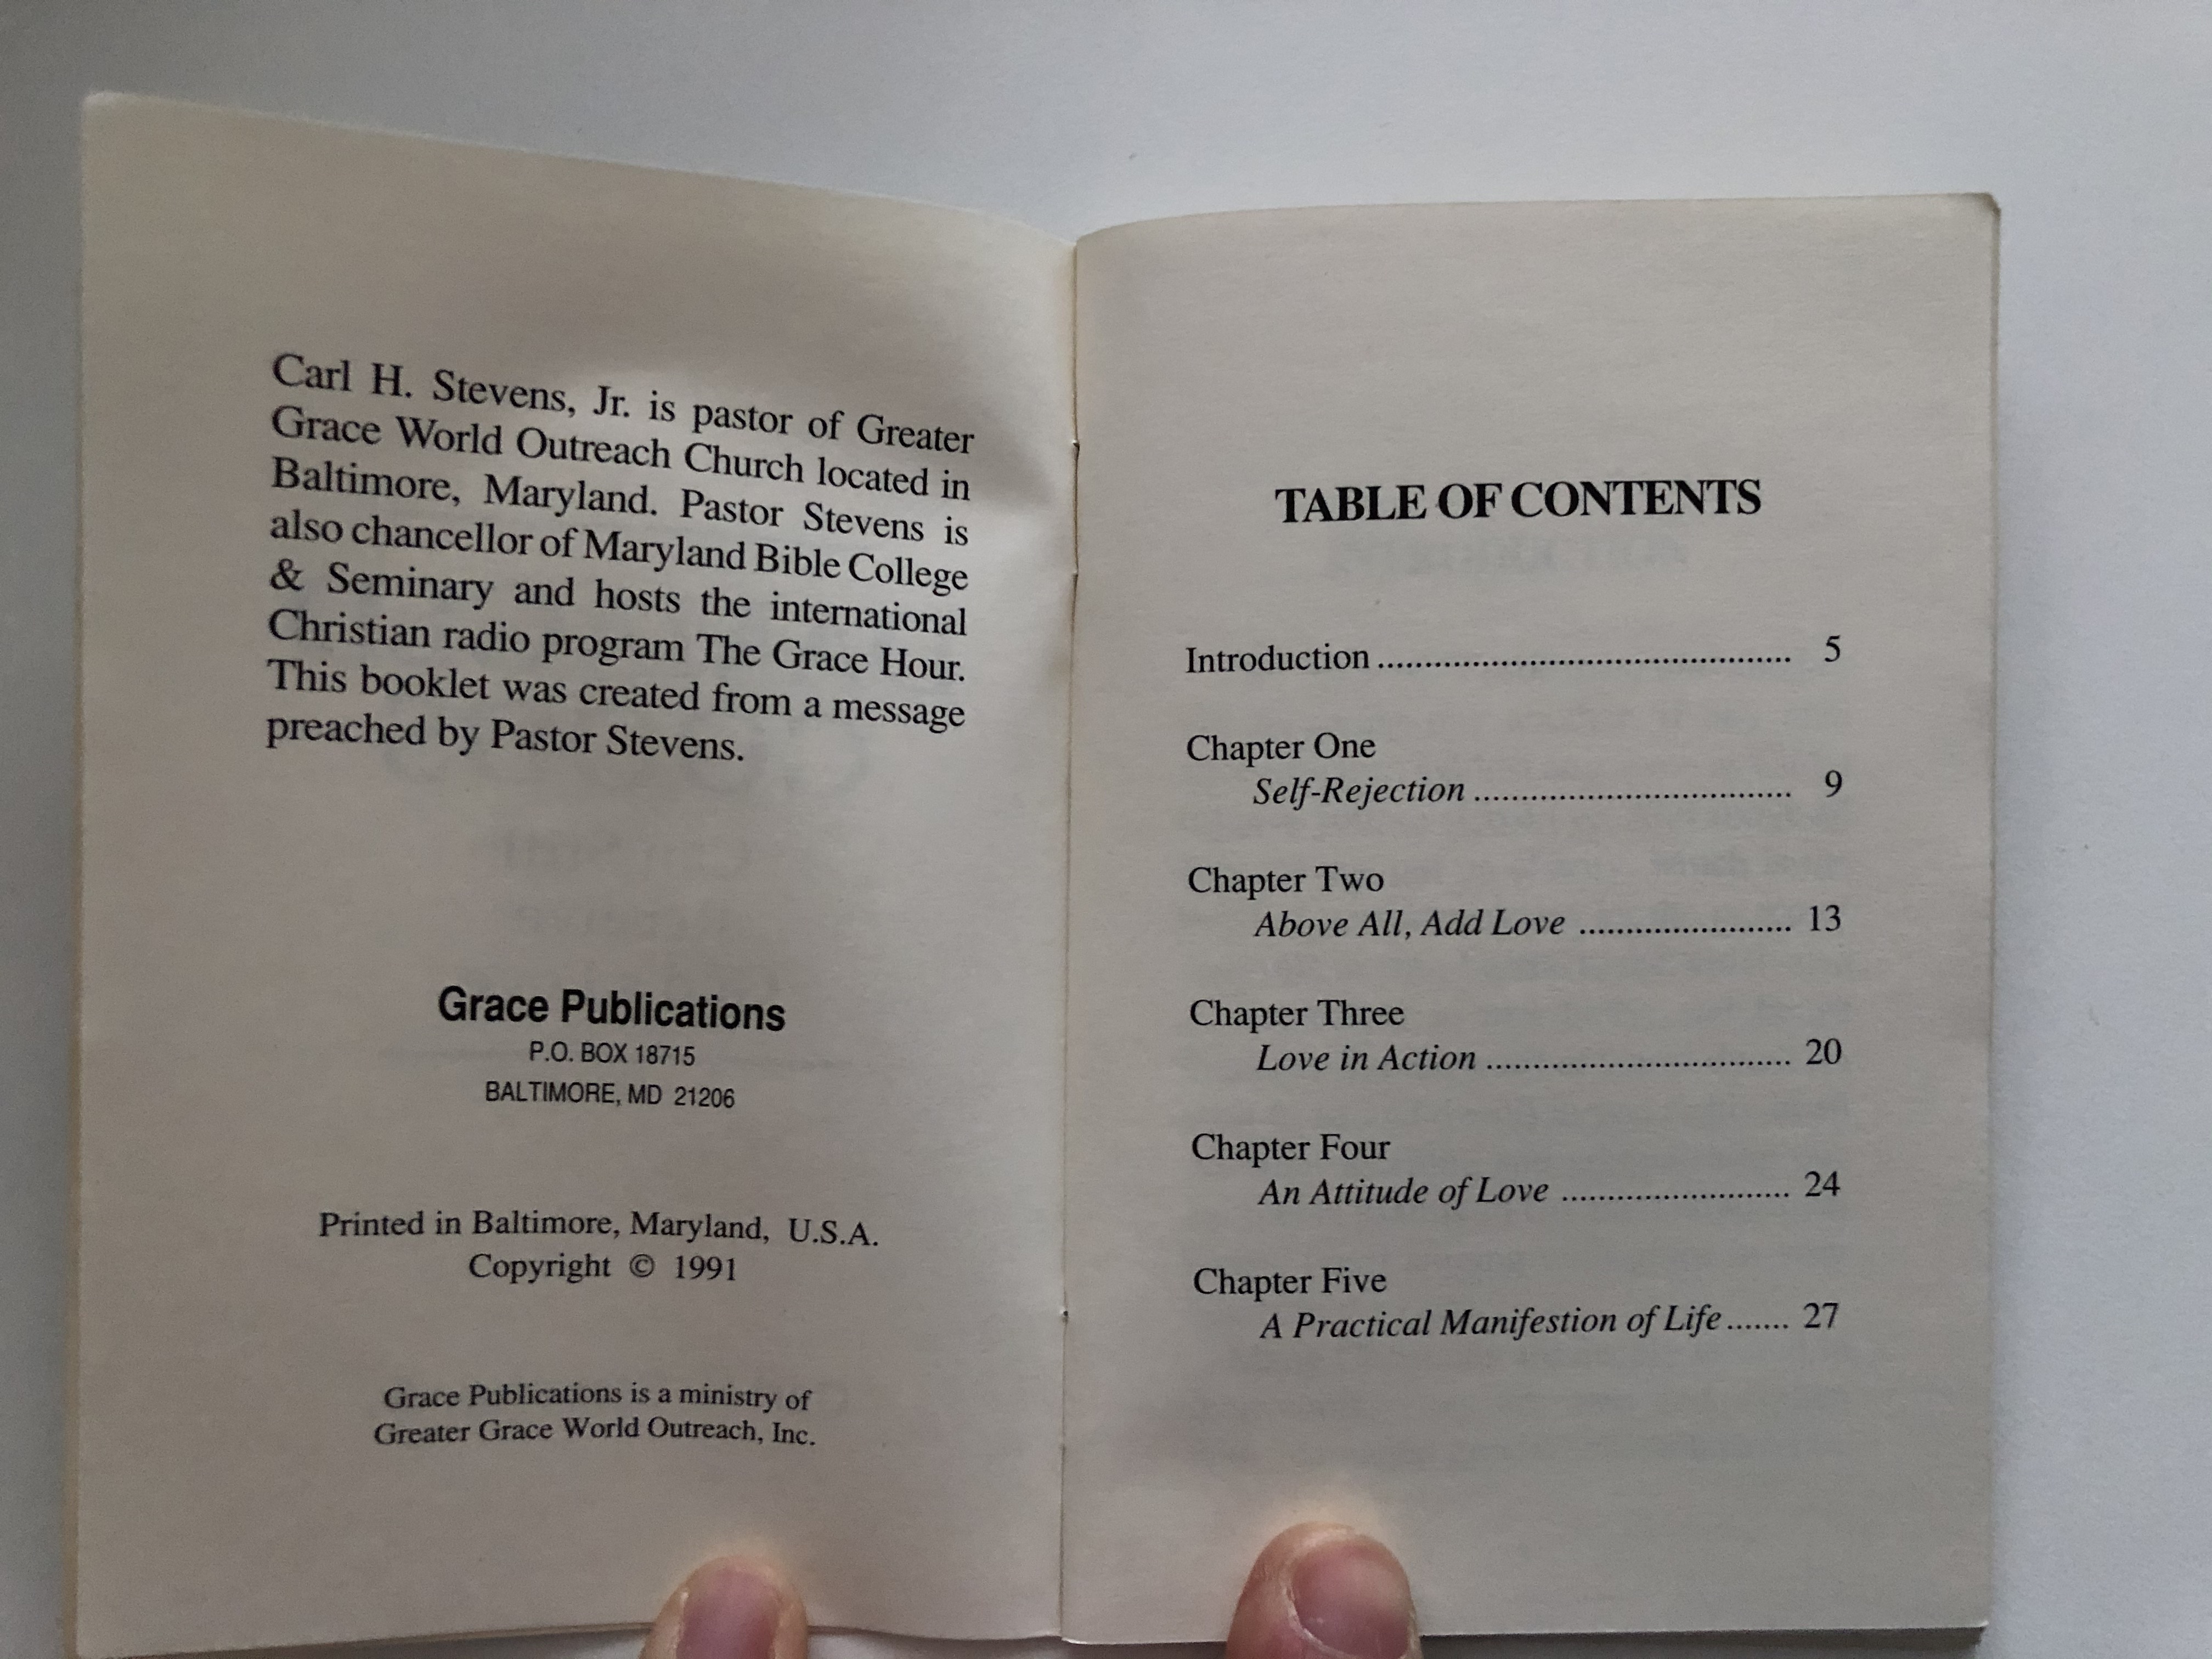 Carl H. Stevens, Jr. is pastor of Greater
Grace World Outreach Church located in
Baltimore, Maryland. Pastor Stevens is
also chancellor of Maryland Bible College
& Seminary and hosts the international
Christian radio program The Grace Hour.
This booklet was created from a message
preached by Pastor Stevens.
Grace Publications
P.O. BOX 18715
BALTIMORE, MD 21206
Printed in Baltimore, Maryland, U.S.A.
Copyright © 1991
Grace Publications is a ministry of
Greater Grace World Outreach, Inc.
TABLE OF CONTENTS
Introduction ............................................ 5
Chapter One
Self-Rejection .................................. 9
Chapter Two
Above All, Add Love ....................... 13
Chapter Three
Love in Action ................................. 20
Chapter Four
An Attitude of Love ......................... 24
Chapter Five
A Practical Manifestion of Life ....... 27